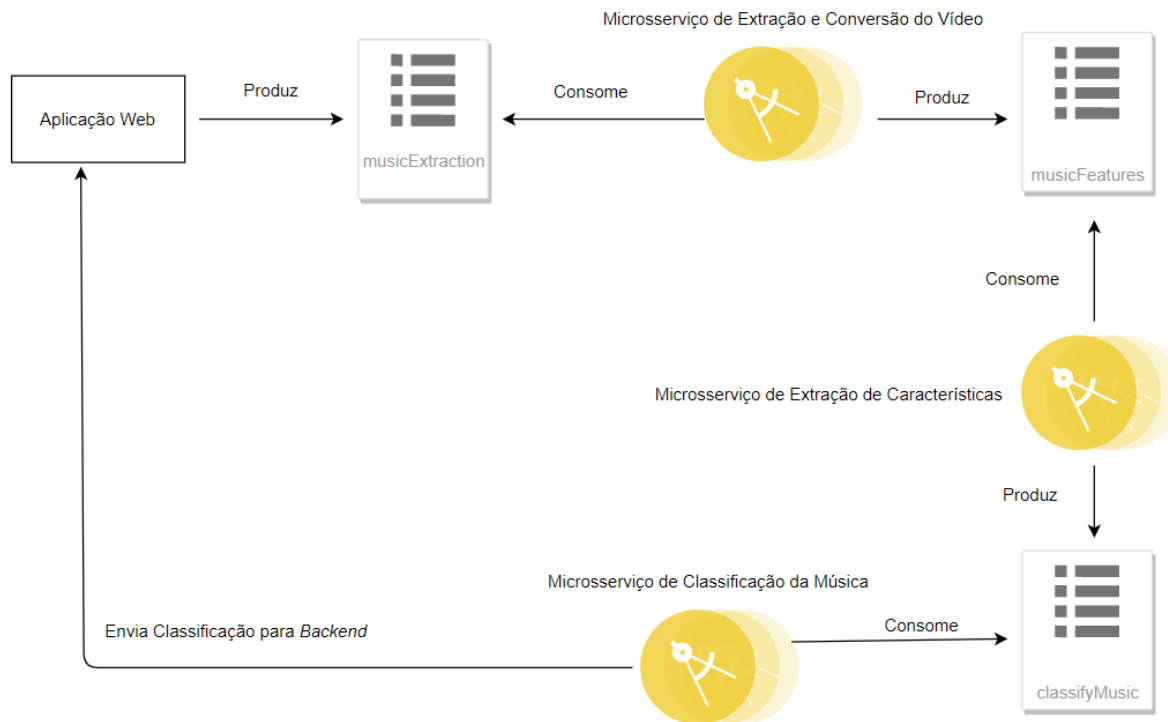 Microsserviço de Extração e Conversão do Vídeo
Produz
Consome
Produz
Aplicação Web
musicExtraction
musicFeatures
Consome
Microsserviço de Extração de Características
Produz
Microsserviço de Classificação da Música
Envia Classificação para Backend
Consome
classifyMusic